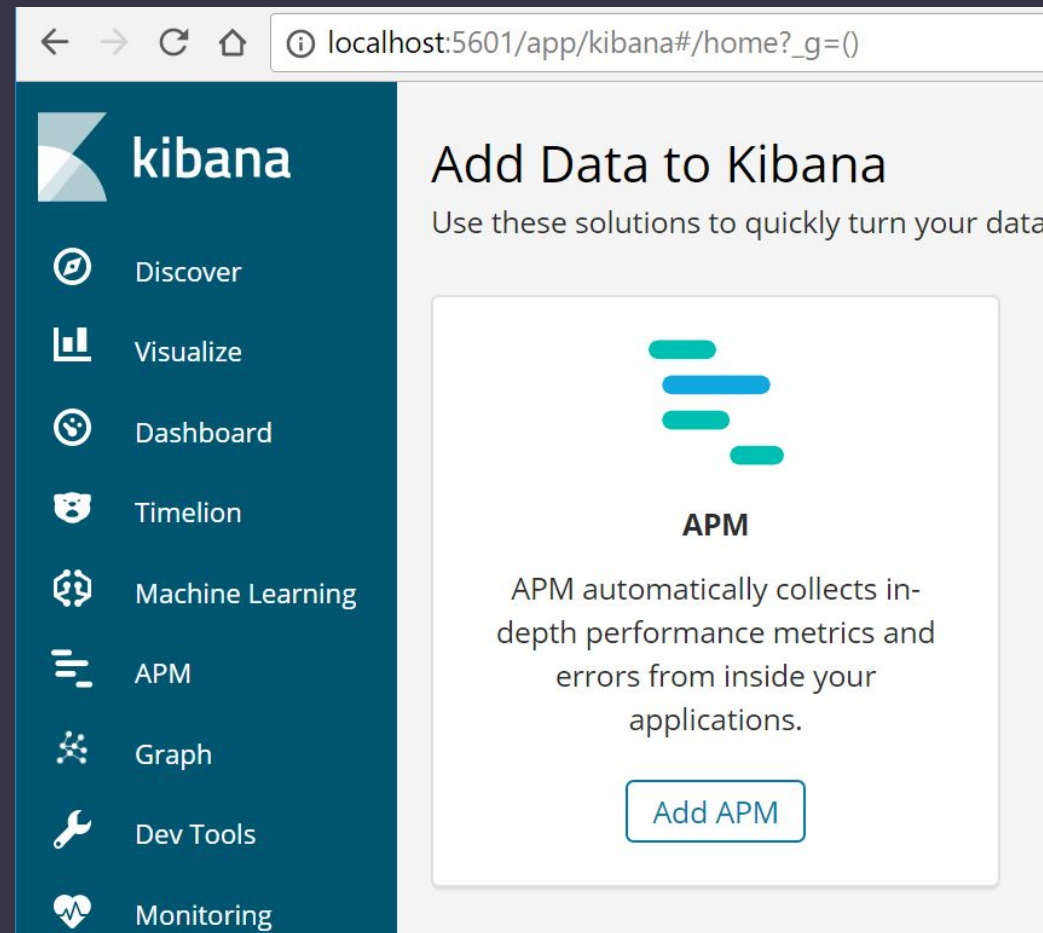 localhost:5601/app/kibana#/home?_g=()
kibana
Discover
Visualize
Dashboard
Timelion
Machine Learning
APM
Graph
Dev Tools
Monitoring
Add Data to Kibana
Use these solutions to quickly turn your data
APM
APM automatically collects in-
depth performance metrics and
errors from inside your
applications.
Add APM